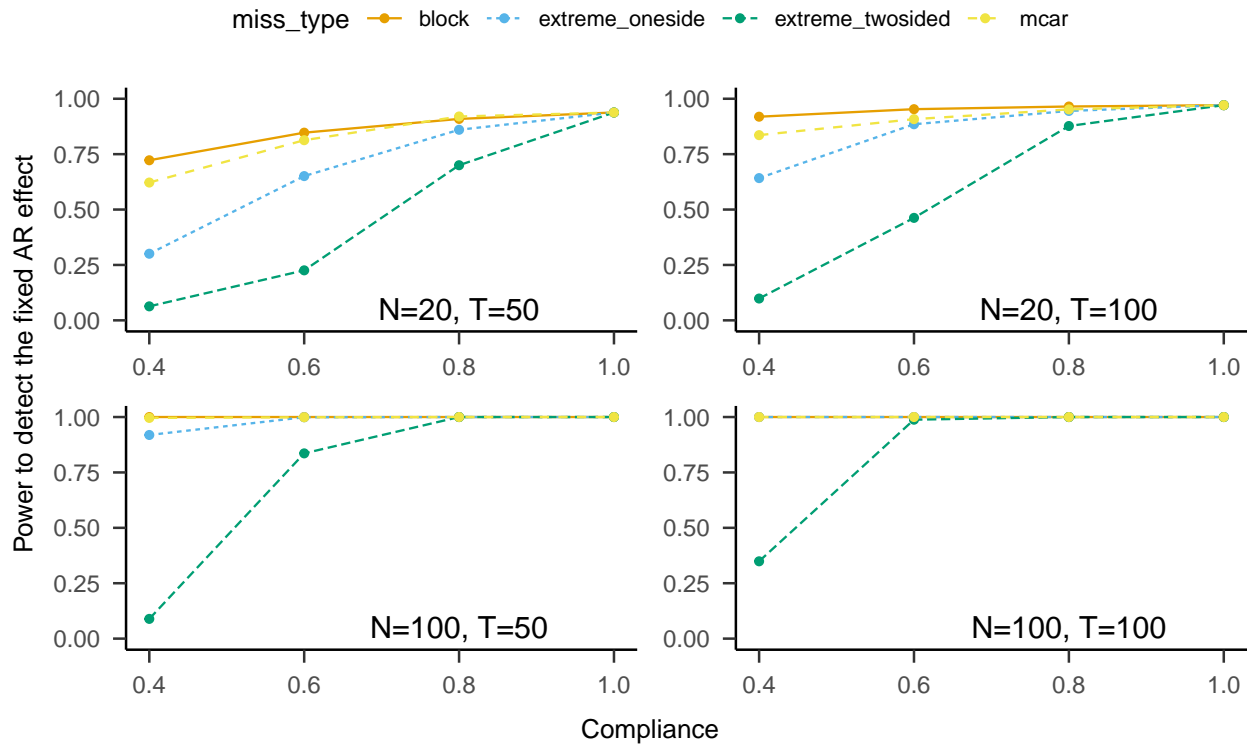 miss_type block extreme_oneside extreme_twosided mcar
Power to detect the fixed AR effect
1.00
0.75
0.50
0.25
0.00
N=20, T=50
0.4 0.6 0.8 1.0
1.00
0.75
0.50
0.25
0.00
N=20, T=100
0.4 0.6 0.8 1.0
1.00
0.75
0.50
0.25
0.00
N=100, T=50
0.4 0.6 0.8 1.0
1.00
0.75
0.50
0.25
0.00
N=100, T=100
0.4 0.6 0.8 1.0
Compliance